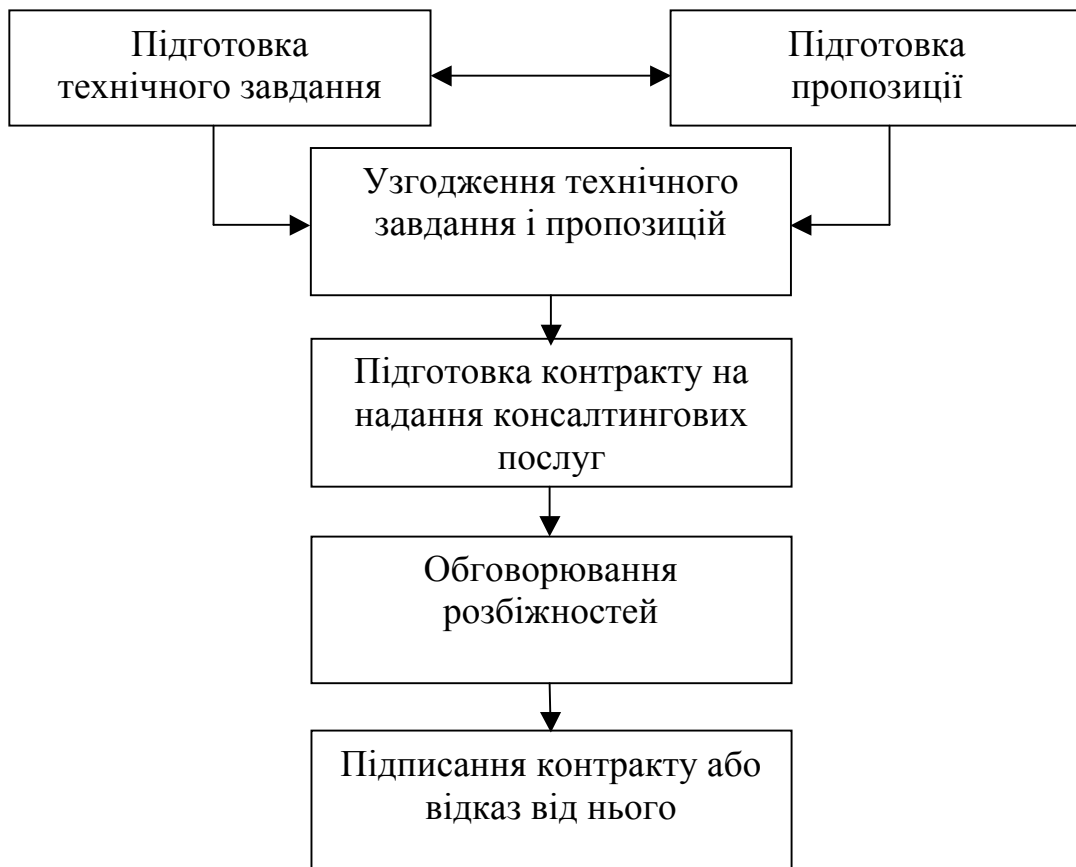 Підготовка
технічного завдання
Підготовка
пропозиції
Узгодження технічного
завдання і пропозицій
Підготовка контракту на
надання консалтингових
послуг
Обговорювання
розбіжностей
Підписання контракту або
відказ від нього